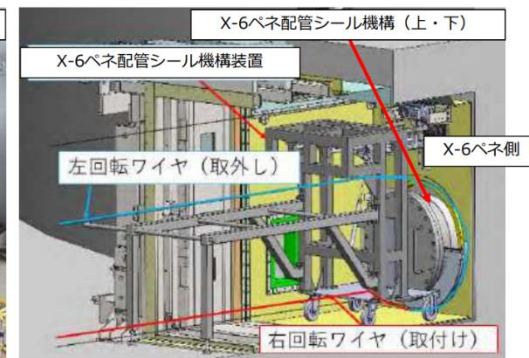 X-6ペネ配管シール機構（上・下）
X-6ペネ配管シール機構装置
X-6ペネ側
左回転ワイヤ（取外し）
右回転ワイヤ（取付け）